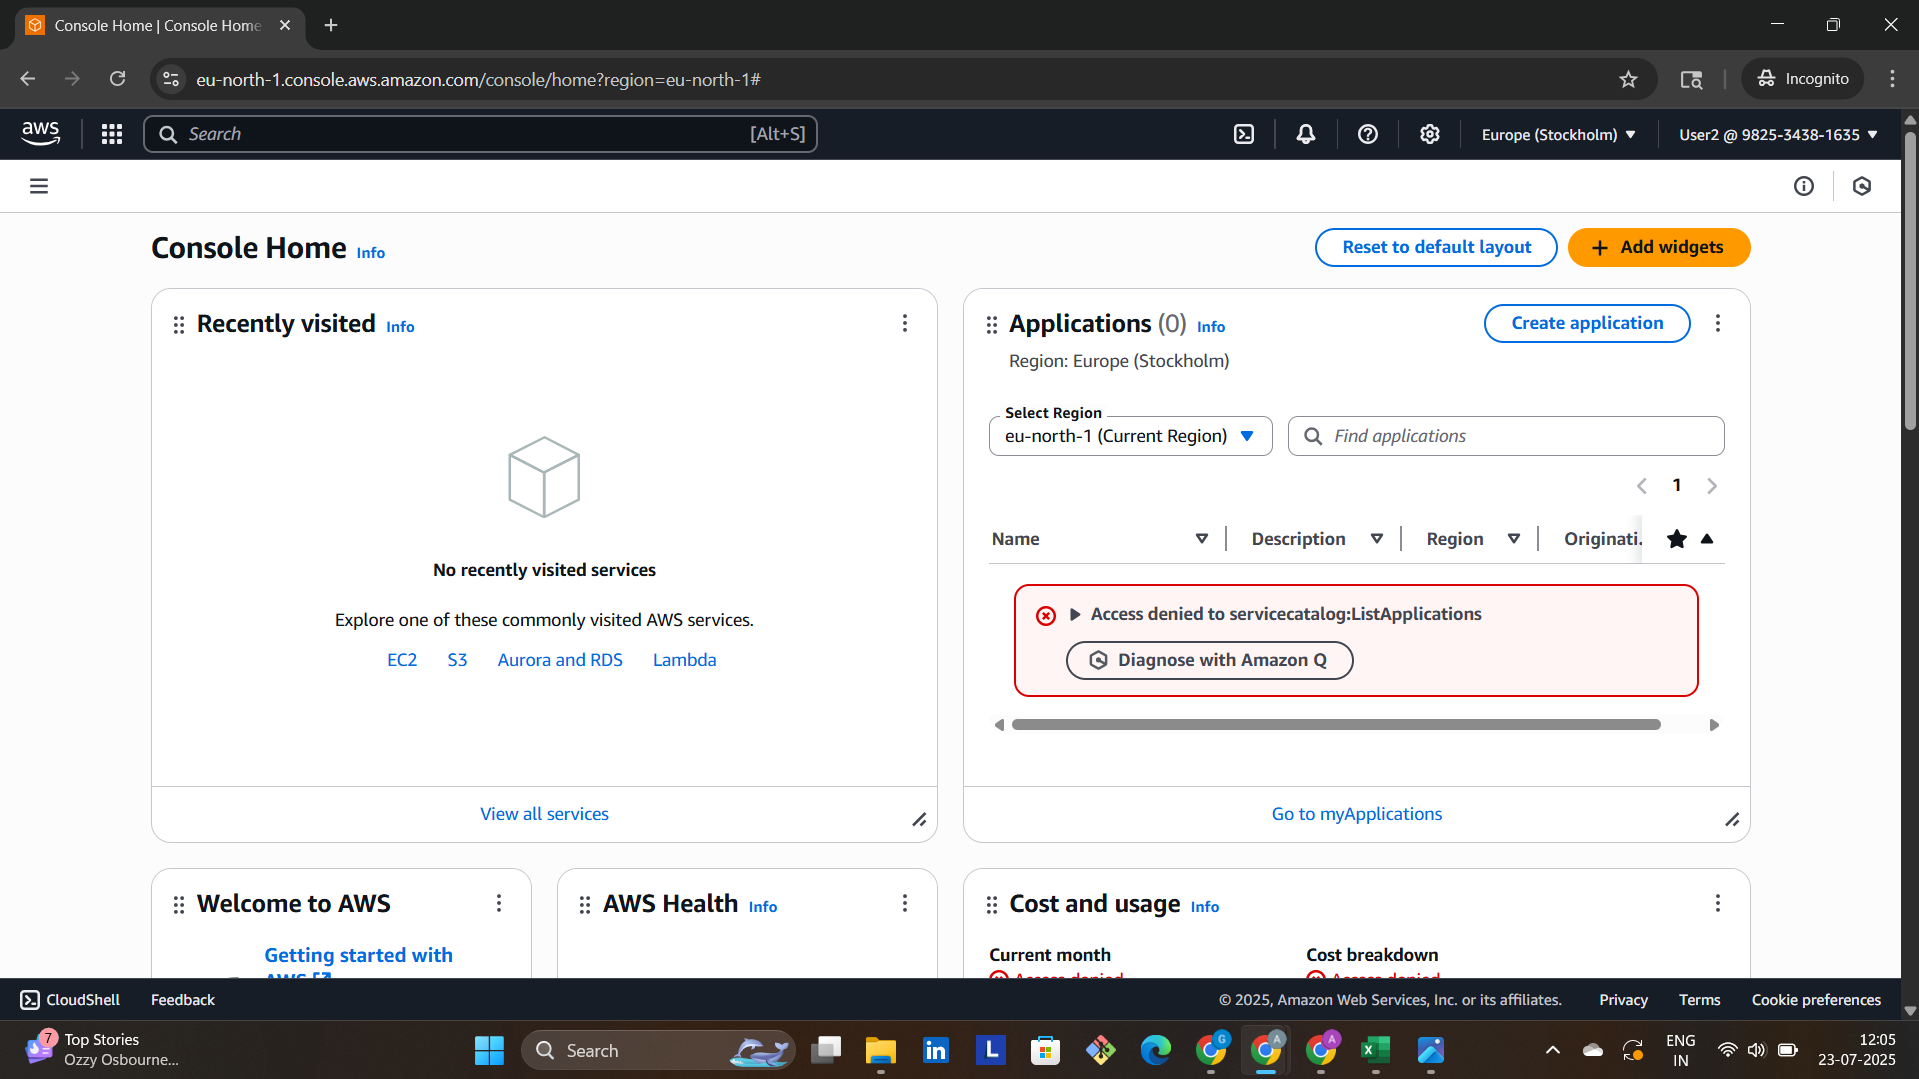 Console Home | Console Home
eu-north-1.console.aws.amazon.com/console/home?region=eu-north-1#
Incognito
aws
Search
[Alt+S]
Europe (Stockholm)
User2 @ 9825-3438-1635
Console Home Info
Reset to default layout
Add widgets
Recently visited Info
No recently visited services
Explore one of these commonly visited AWS services.
EC2 S3 Aurora and RDS Lambda
View all services
Applications (0) Info
Create application
Region: Europe (Stockholm)
Select Region
eu-north-1 (Current Region)
Find applications
1
Name Description Region Originati.
Access denied to servicecatalog:ListApplications
Diagnose with Amazon Q
Go to myApplications
Welcome to AWS
Getting started with
AWS
AWS Health Info
Cost and usage Info
Current month
Access denied
Cost breakdown
Access denied
CloudShell Feedback
© 2025, Amazon Web Services, Inc. or its affiliates. Privacy Terms Cookie preferences
7
Top Stories
Ozzy Osbourne...
Search
L
G
A
A
ENG
IN
12:05
23-07-2025